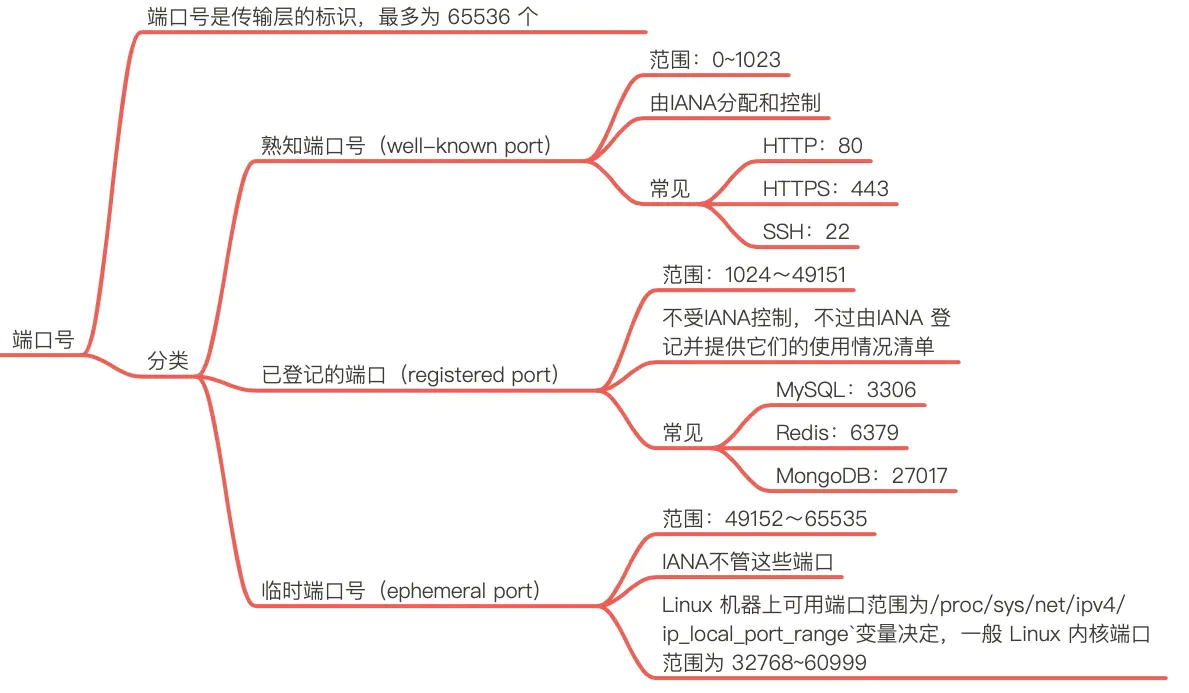 端口号是传输层的标识，最多为 65536 个
范围：0~1023
由IANA分配和控制
熟知端口号（well-known port）
HTTP：80
常见
HTTPS：443
SSH：22
范围：1024～49151
不受IANA控制，不过由IANA 登
记并提供它们的使用情况清单
端口号
分类
已登记的端口（registered port）
MySQL：3306
常见
Redis：6379
MongoDB：27017
范围：49152～65535
IANA不管这些端口
临时端口号（ephemeral port）
Linux 机器上可用端口范围为/proc/sys/net/ipv4/
ip_local_port_range`变量决定，一般 Linux 内核端口
范围为 32768~60999